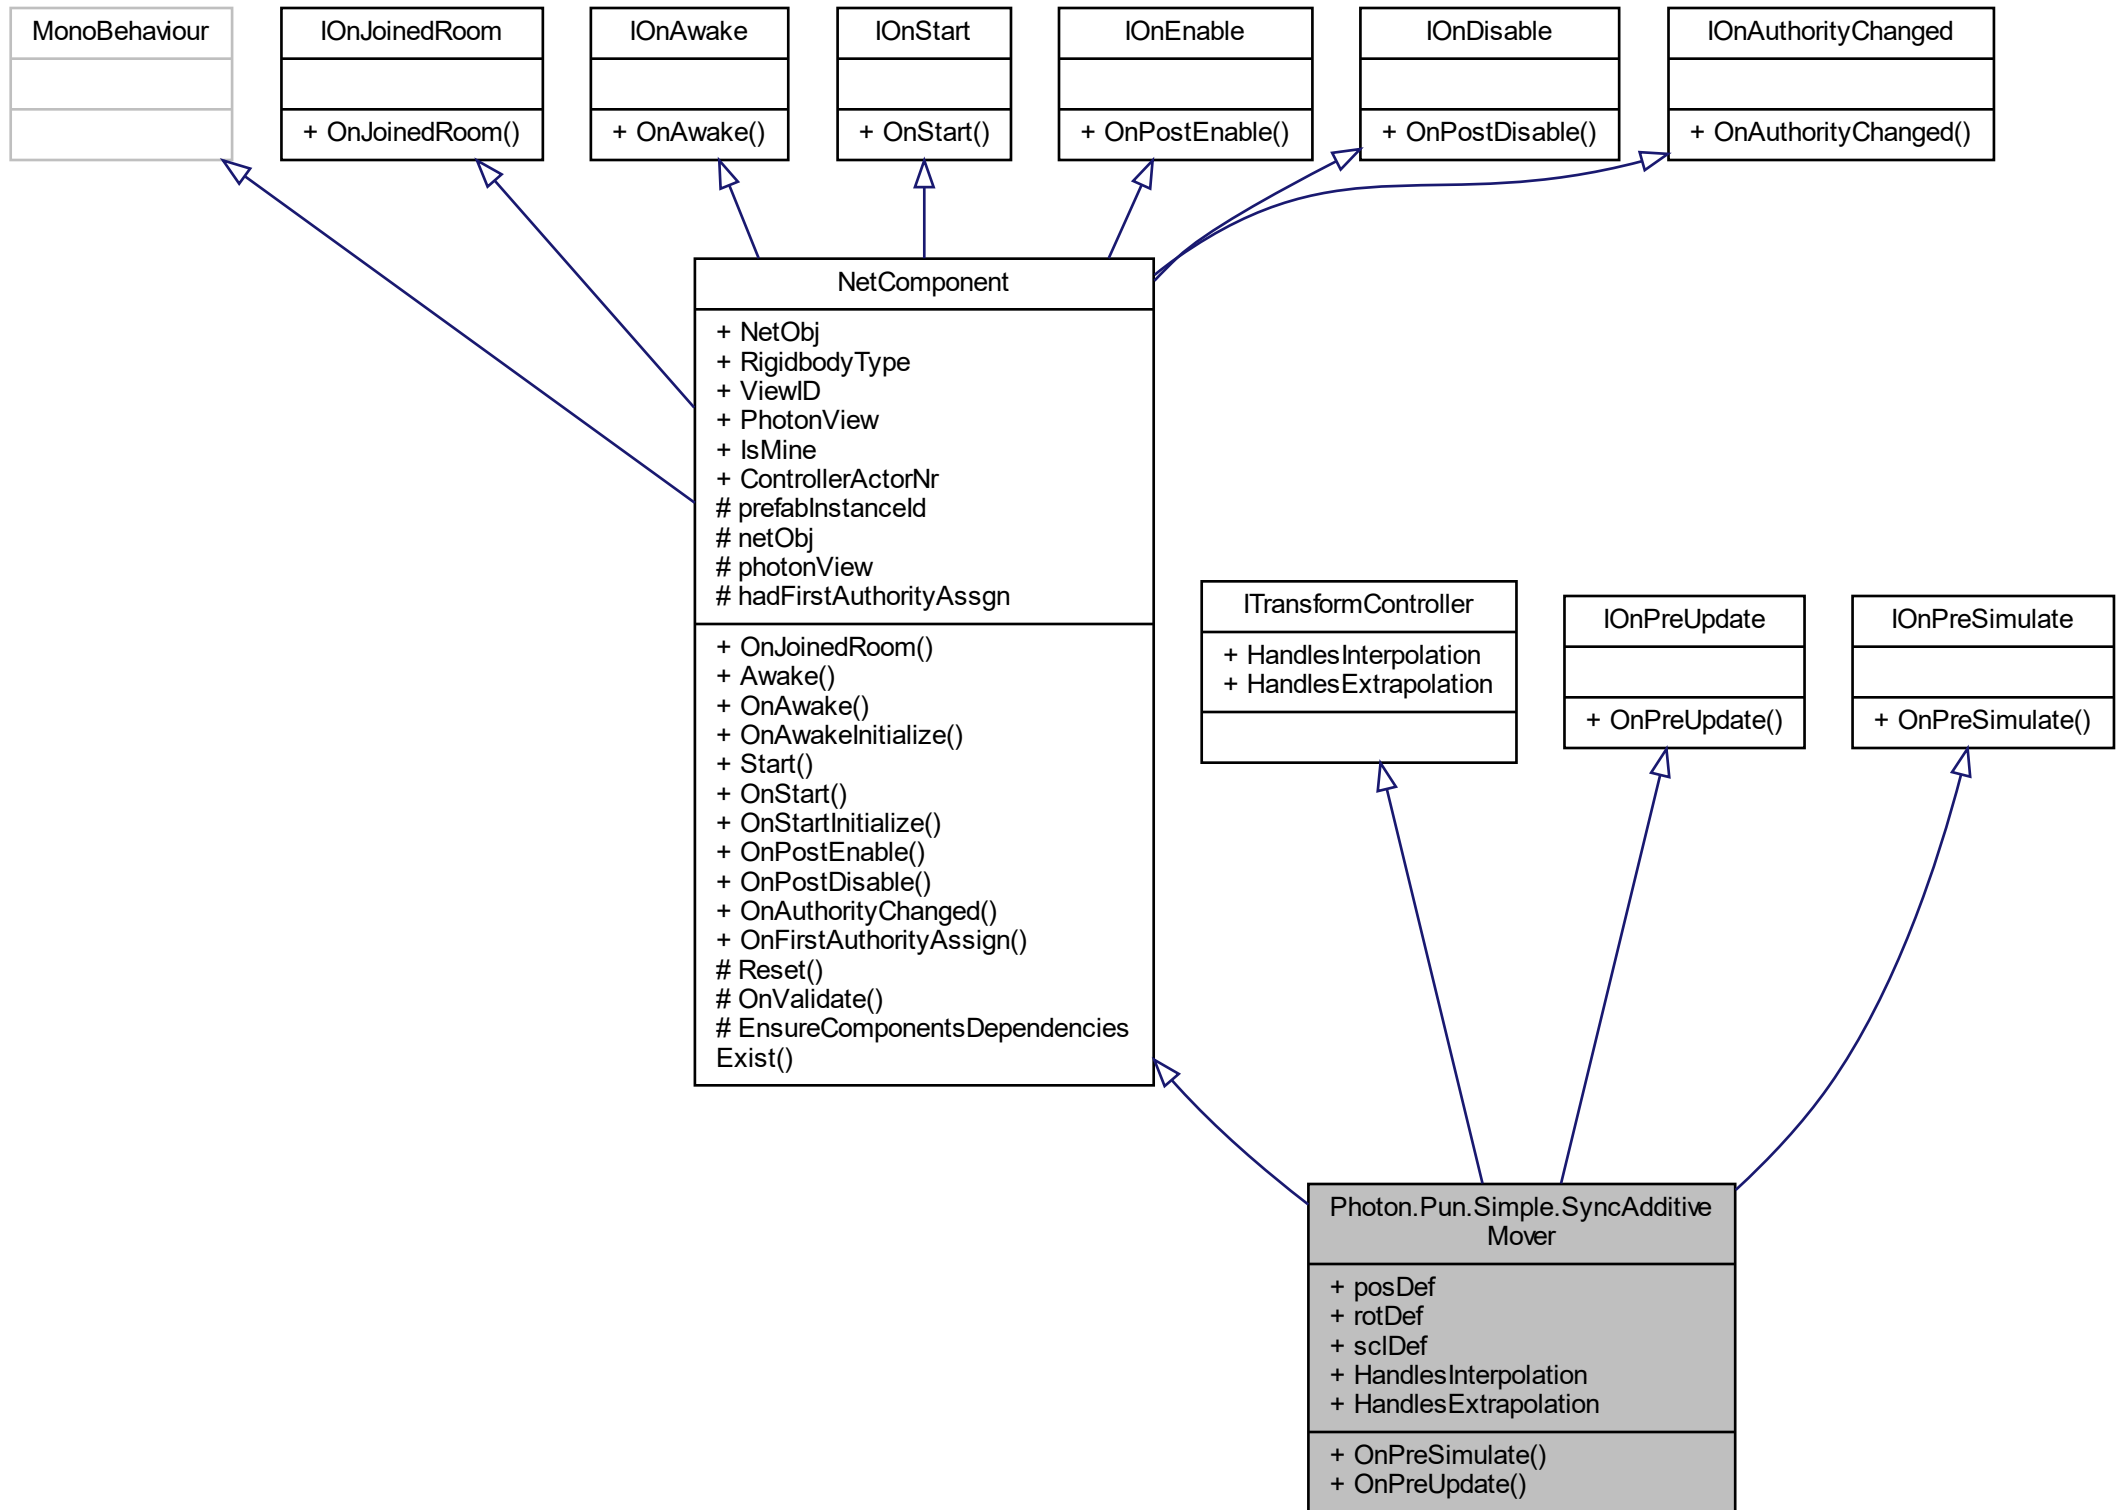 MonoBehaviour
IOnJoinedRoom
+ OnJoinedRoom()
IOnAwake
+ OnAwake()
IOnStart
+ OnStart()
IOnEnable
+ OnPostEnable()
IOnDisable
+ OnPostDisable()
IOnAuthorityChanged
+ OnAuthorityChanged()
NetComponent
+ NetObj
+ RigidbodyType
+ ViewID
+ PhotonView
+ IsMine
+ ControllerActorNr
# prefabInstanceId
# netObj
# photonView
# hadFirstAuthorityAssgn
+ OnJoinedRoom()
+ Awake()
+ OnAwake()
+ OnAwakeInitialize()
+ Start()
+ OnStart()
+ OnStartInitialize()
+ OnPostEnable()
+ OnPostDisable()
+ OnAuthorityChanged()
+ OnFirstAuthorityAssign()
# Reset()
# OnValidate()
# EnsureComponentsDependencies
Exist()
ITransformController
+ HandlesInterpolation
+ HandlesExtrapolation
IOnPreUpdate
+ OnPreUpdate()
IOnPreSimulate
+ OnPreSimulate()
Photon.Pun.Simple.SyncAdditive
Mover
+ posDef
+ rotDef
+ sclDef
+ HandlesInterpolation
+ HandlesExtrapolation
+ OnPreSimulate()
+ OnPreUpdate()